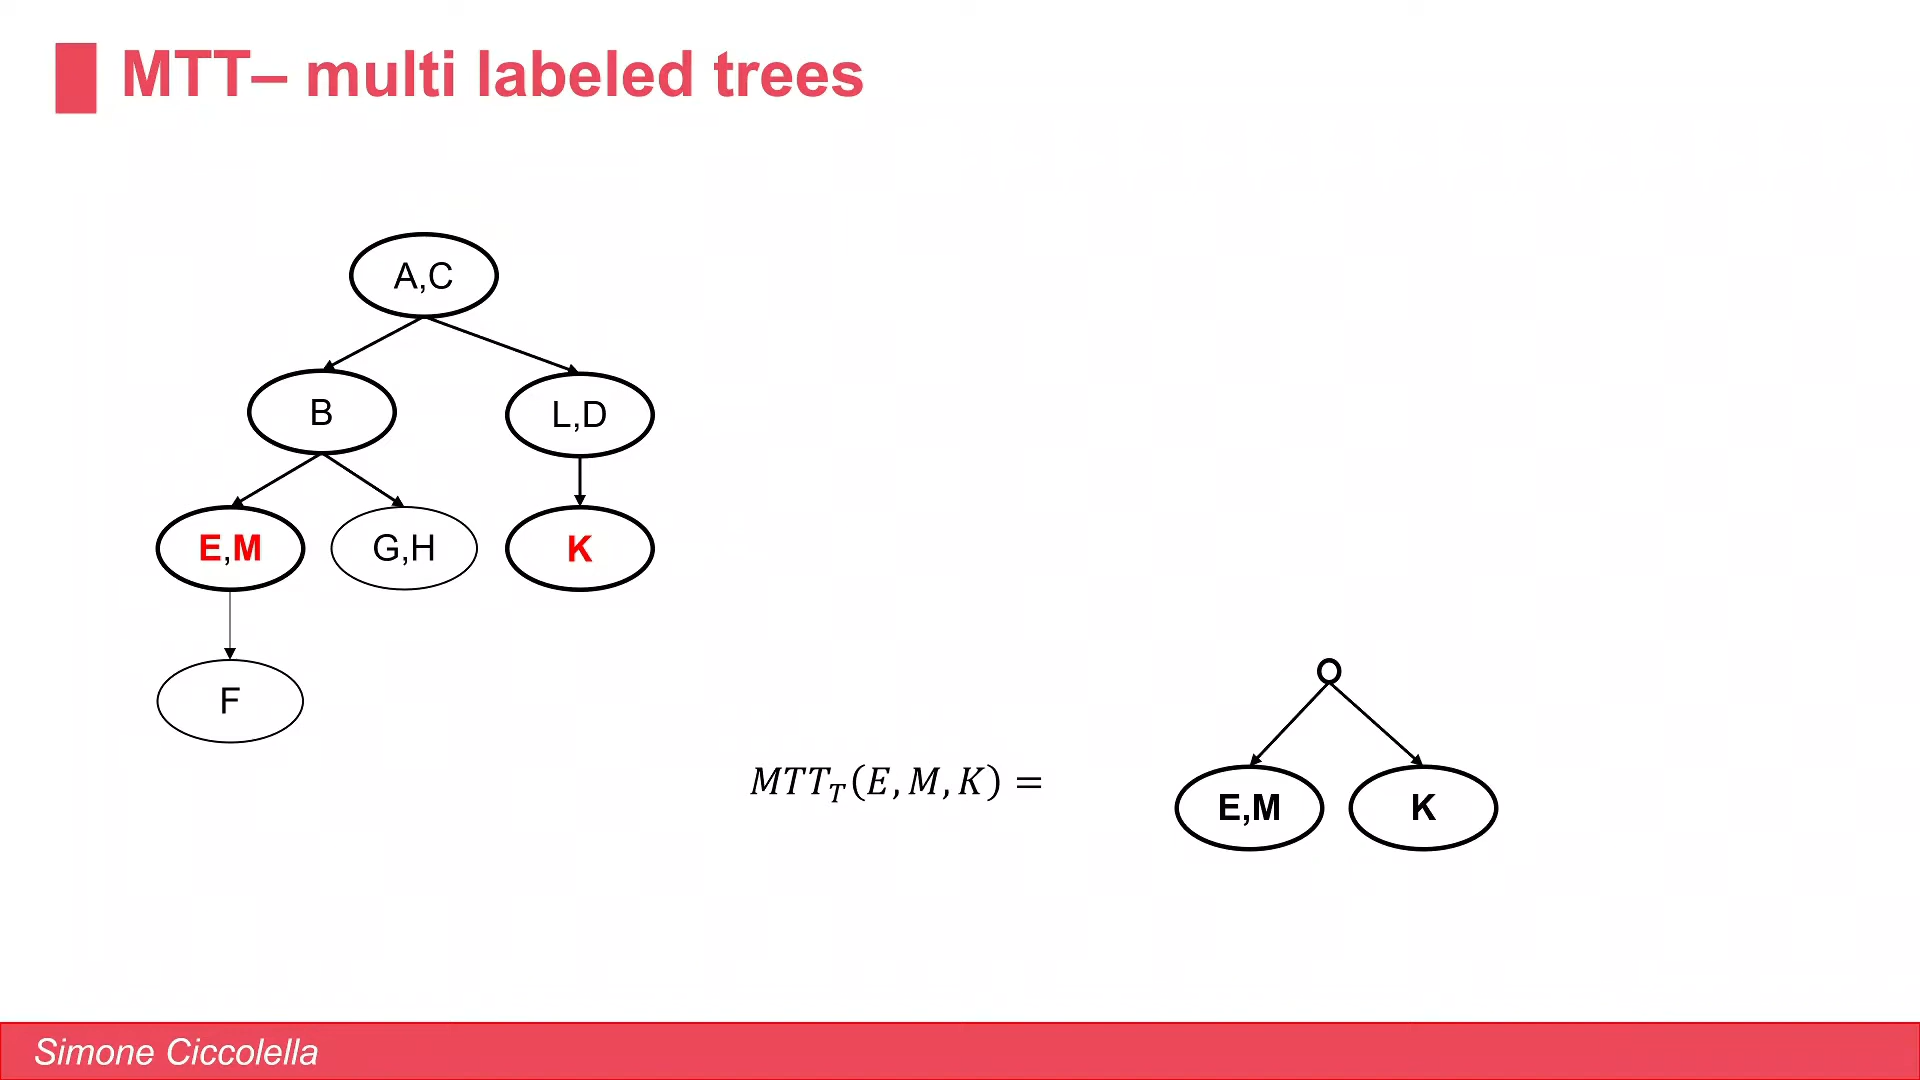 MTT– multi labeled trees
A,C
B
L,D
E,M
G,H
K
F
MTT_T(E, M, K) =
E,M
K
Simone Ciccolella